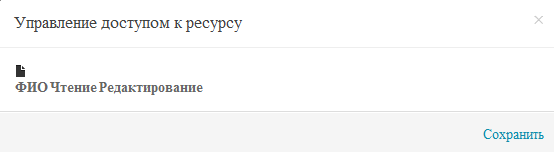 Управление доступом к ресурсу
ФИО Чтение Редактирование
Сохранить